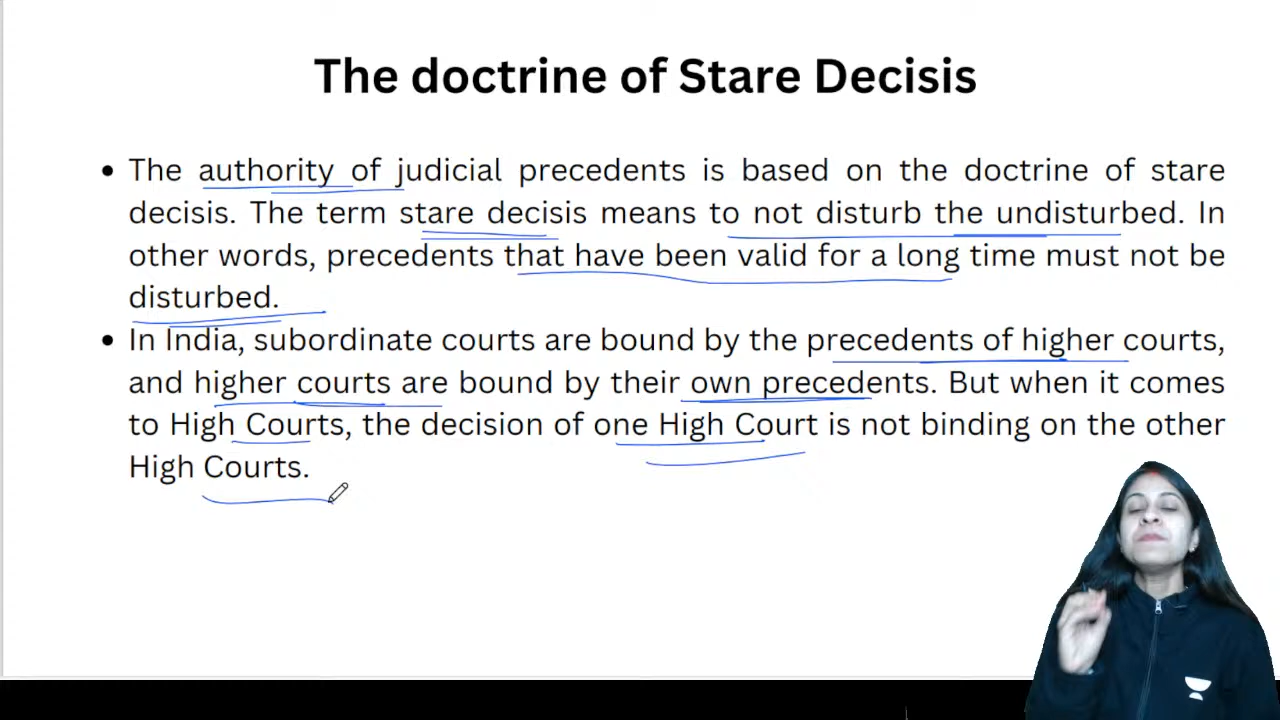 The doctrine of Stare Decisis
• The authority of judicial precedents is based on the doctrine of stare
decisis. The term stare decisis means to not disturb the undisturbed. In
other words, precedents that have been valid for a long time must not be
disturbed.
• In India, subordinate courts are bound by the precedents of higher courts,
and higher courts are bound by their own precedents. But when it comes
to High Courts, the decision of one High Court is not binding on the other
High Courts.